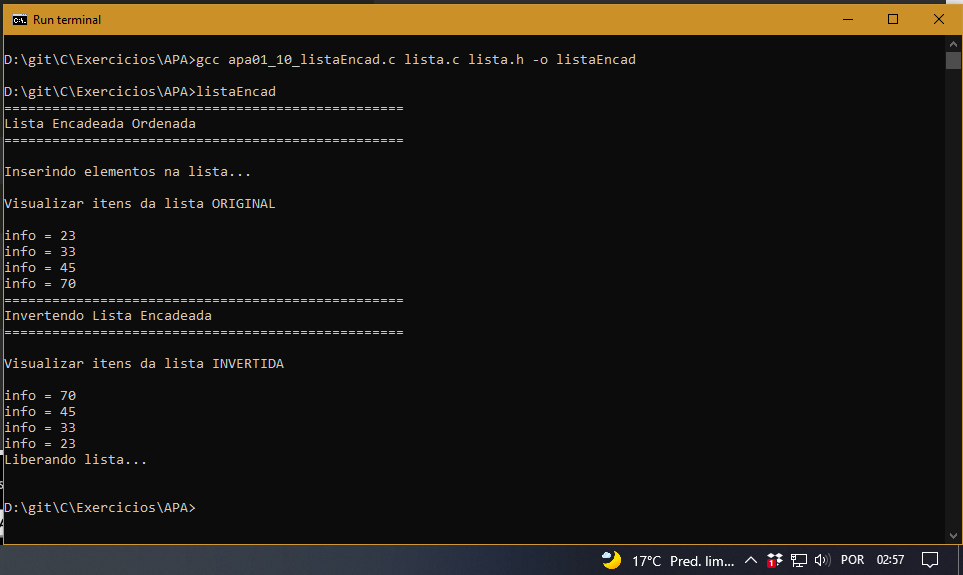 Run terminal
D:\git\C\Exercicios\APA>gcc apa01_10_listaEncad.c lista.c lista.h -o listaEncad
D:\git\C\Exercicios\APA>listaEncad
==================================================
Lista Encadeada Ordenada
==================================================
Inserindo elementos na lista...
Visualizar itens da lista ORIGINAL
info = 23
info = 33
info = 45
info = 70
==================================================
Invertendo Lista Encadeada
==================================================
Visualizar itens da lista INVERTIDA
info = 70
info = 45
info = 33
info = 23
Liberando lista...
D:\git\C\Exercicios\APA>
17°C Pred. lim... 1 POR 02:57